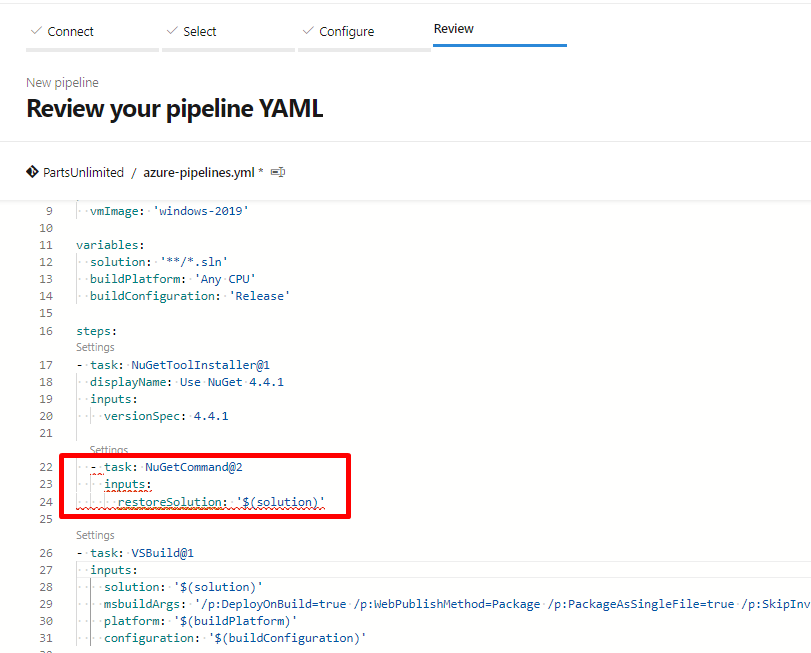 Connect Select Configure Review
New pipeline
Review your pipeline YAML
PartsUnlimited / azure-pipelines.yml *
9 vmImage: 'windows-2019'
10
11 variables:
12 solution: '**/*.sln'
13 buildPlatform: 'Any CPU'
14 buildConfiguration: 'Release'
15
16 steps:
Settings
17 - task: NuGetToolInstaller@1
18 displayName: Use NuGet 4.4.1
19 inputs:
20 versionSpec: 4.4.1
21
Settings
22 - task: NuGetCommand@2
23 inputs:
24 restoreSolution: '$(solution)'
25
Settings
26 - task: VSBuild@1
27 inputs:
28 solution: '$(solution)'
29 msbuildArgs: '/p:DeployOnBuild=true /p:WebPublishMethod=Package /p:PackageAsSingleFile=true /p:SkipInv
30 platform: '$(buildPlatform)'
31 configuration: '$(buildConfiguration)'